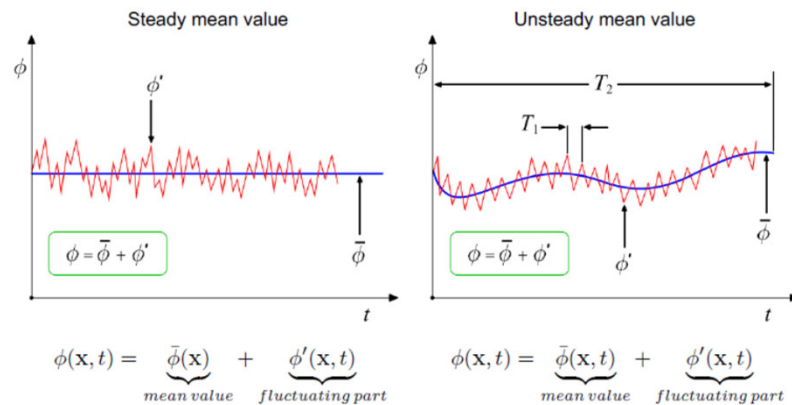 Steady mean value
ϕ
ϕ'
ϕ̄
ϕ = ϕ̄ + ϕ'
t
ϕ(x, t) = ϕ̄(x) + ϕ′(x, t)
mean value fluctuating part
Unsteady mean value
ϕ
T₂
T₁
ϕ̄
ϕ = ϕ̄ + ϕ'
ϕ'
t
ϕ(x, t) = ϕ̄(x, t) + ϕ′(x, t)
mean value fluctuating part